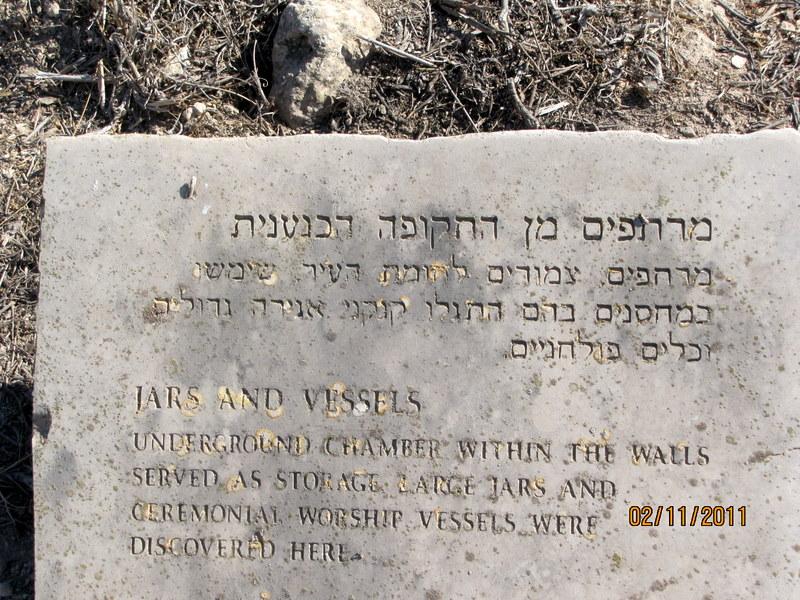 מרתפים מן התקופה הכנענית
מרתפים, צמודים לחומת העיר, שימשו
כמחסנים. בהם התגלו קנקני אגירה גדולים
וכלים פולחניים.
JARS AND VESSELS
UNDERGROUND CHAMBER WITHIN THE WALLS
SERVED AS STORAGE. LARGE JARS AND
CEREMONIAL WORSHIP VESSELS WERE
DISCOVERED HERE.
02/11/2011